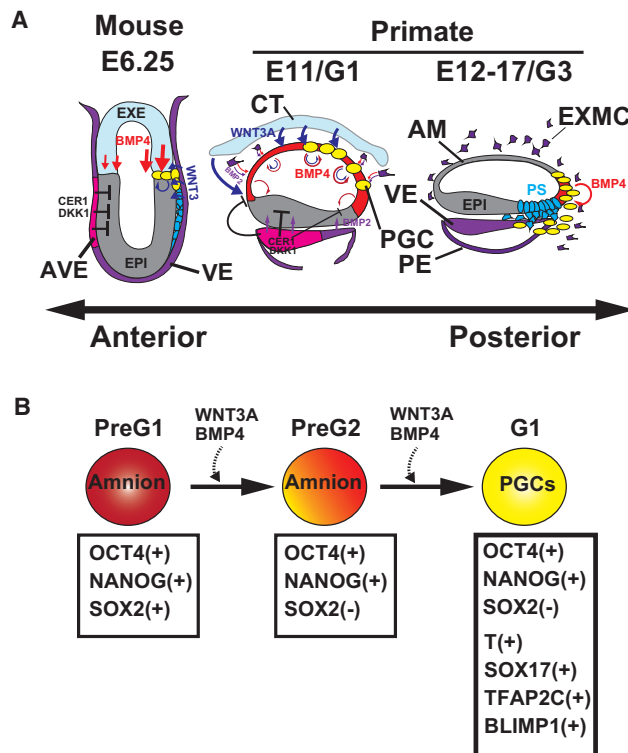 A
Mouse
E6.25
Primate
E11/G1
E12-17/G3
CT
EXMC
EXE
BMP4
WNT3
CER1
DKK1
AVE
EPI
VE
WNT3A
BMP2
BMP4
BMP2
CER1
DKK1
PGC
AM
VE
EPI
PS
BMP4
PE
Anterior
Posterior
B
PreG1
WNT3A
BMP4
PreG2
WNT3A
BMP4
G1
Amnion
Amnion
PGCs
OCT4(+)
NANOG(+)
SOX2(+)
OCT4(+)
NANOG(+)
SOX2(-)
OCT4(+)
NANOG(+)
SOX2(-)
T(+)
SOX17(+)
TFAP2C(+)
BLIMP1(+)